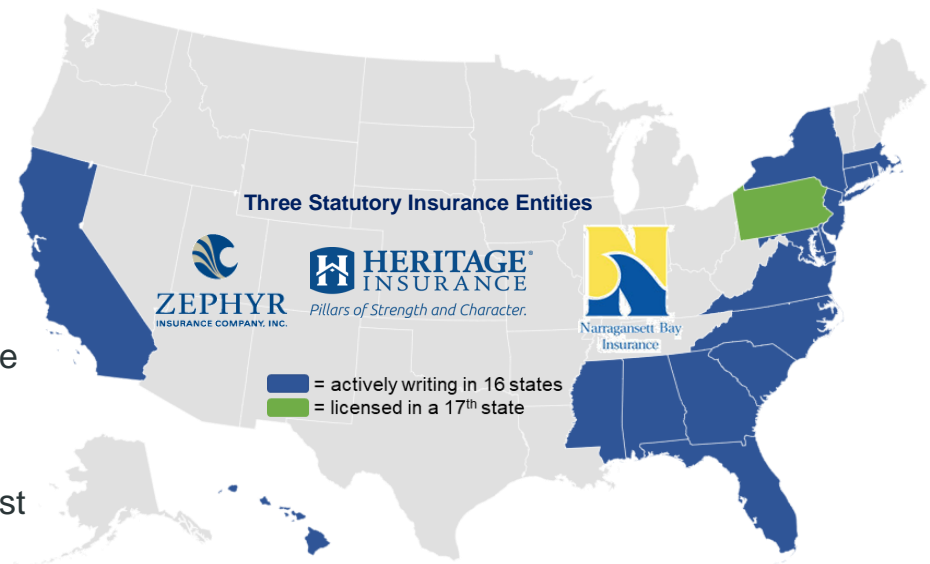 Three Statutory Insurance Entities
ZEPHYR
INSURANCE COMPANY, INC.
HERITAGE®
INSURANCE
Pillars of Strength and Character.
Narragansett Bay
Insurance
e
= actively writing in 16 states
= licensed in a 17th state
st